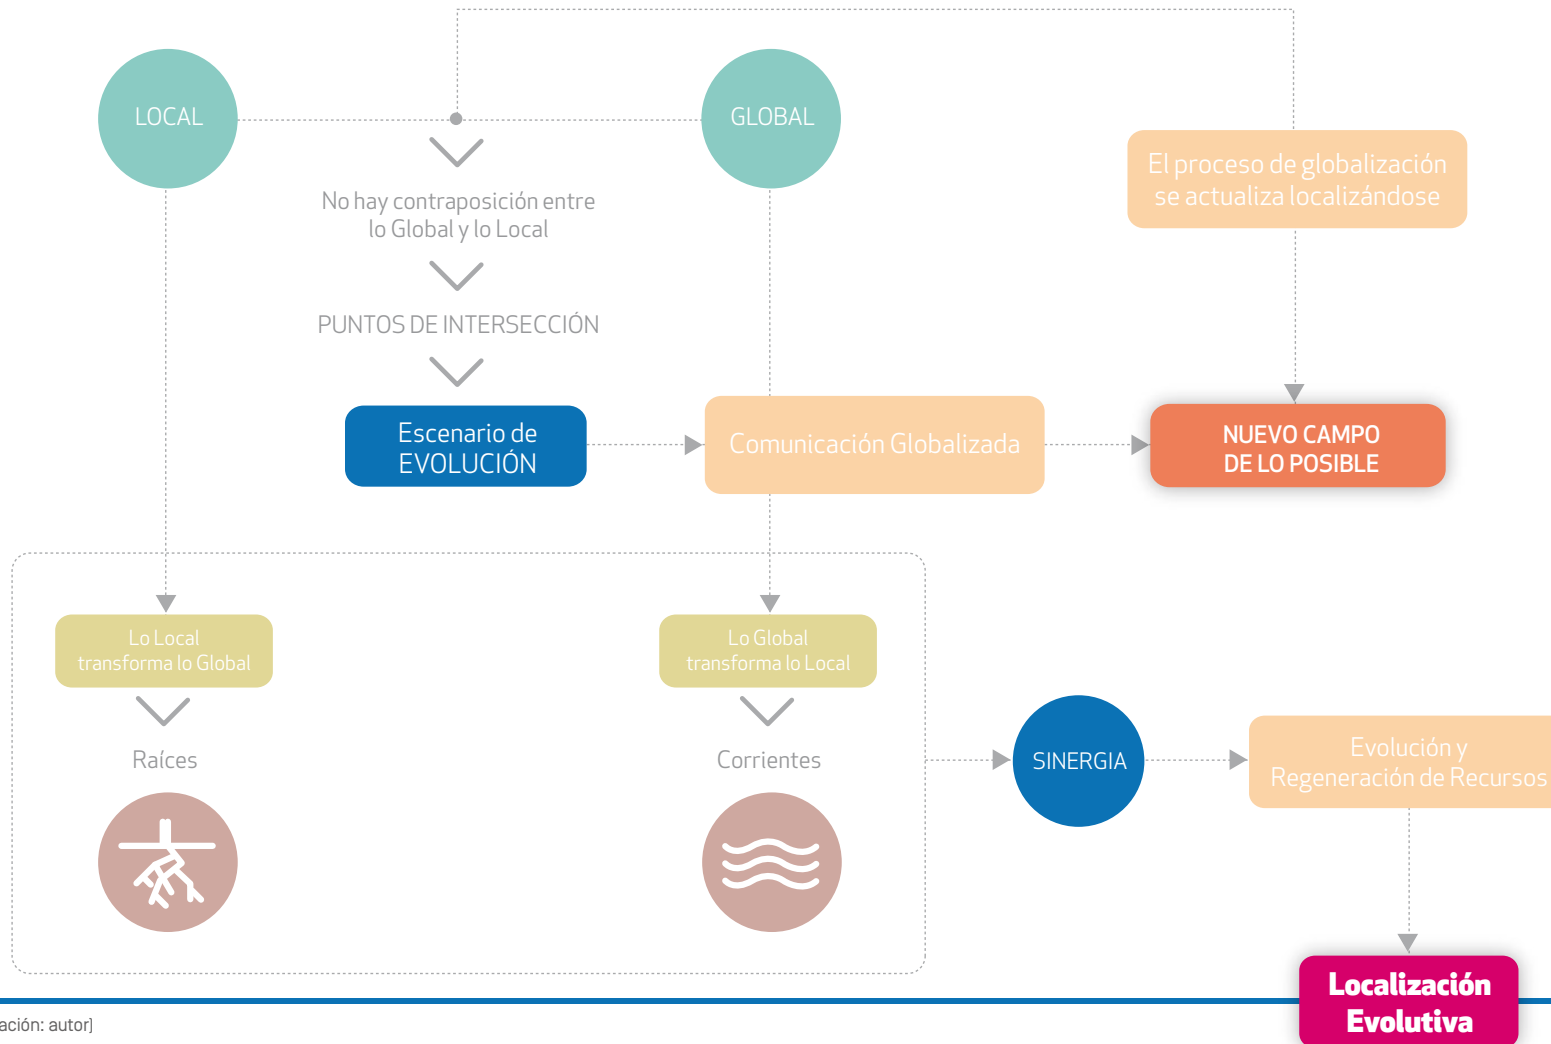 LOCAL
GLOBAL
El proceso de globalización
se actualiza localizándose
No hay contraposición entre
lo Global y lo Local
PUNTOS DE INTERSECCIÓN
Escenario de
EVOLUCIÓN
Comunicación Globalizada
NUEVO CAMPO
DE LO POSIBLE
Lo Local
transforma lo Global
Lo Global
transforma lo Local
Raíces
Corrientes
SINERGIA
Evolución y
Regeneración de Recursos
Localización
Evolutiva
ación: autor)